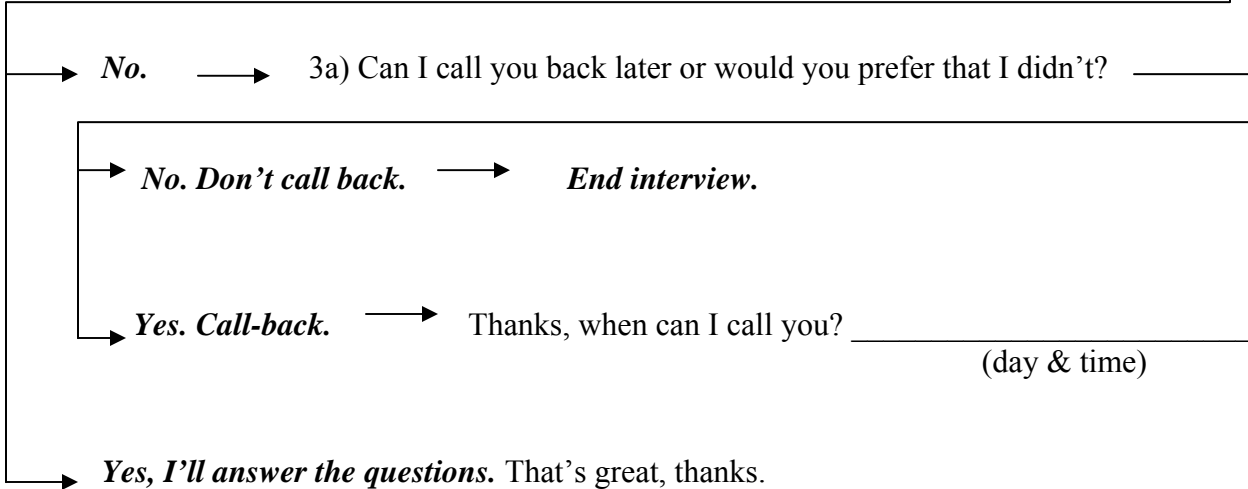 No. 3a) Can I call you back later or would you prefer that I didn’t?
No. Don’t call back. End interview.
Yes. Call-back. Thanks, when can I call you? ________________________
(day & time)
Yes, I’ll answer the questions. That’s great, thanks.